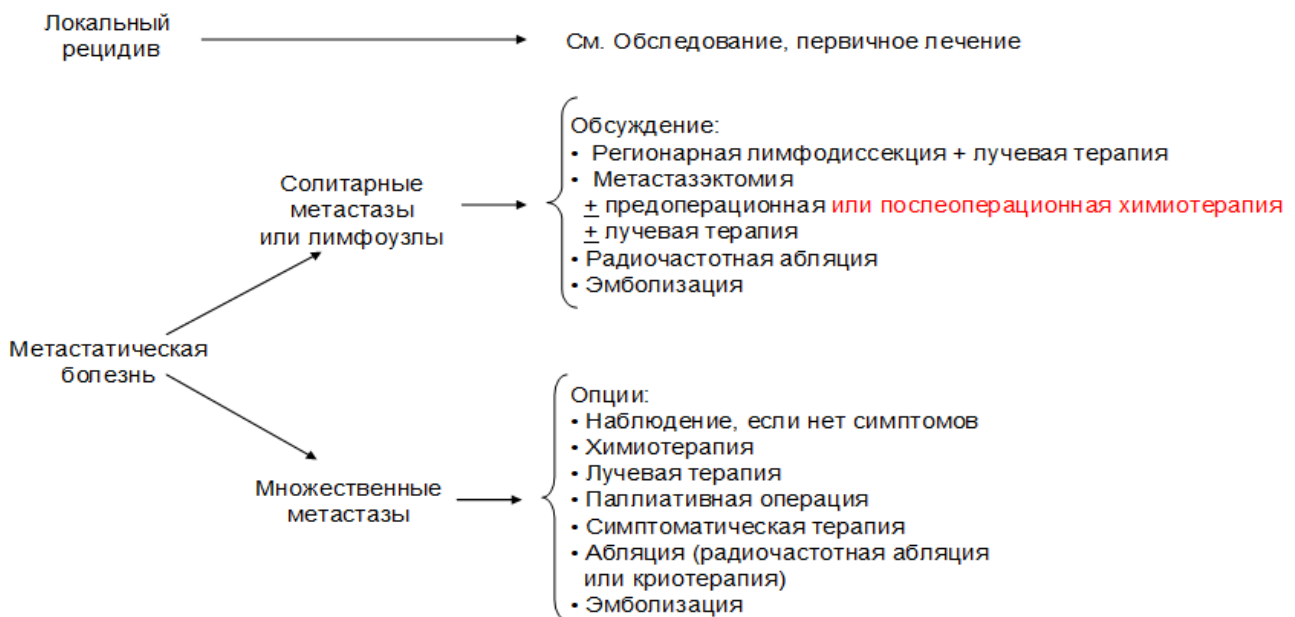 Локальный
рецидив
См. Обследование, первичное лечение
Солитарные
метастазы
или лимфоузлы
Обсуждение:
• Регионарная лимфодиссекция + лучевая терапия
• Метастазэктомия
+ предоперационная или послеоперационная химиотерапия
+ лучевая терапия
• Радиочастотная абляция
• Эмболизация
Метастатическая
болезнь
Множественные
метастазы
Опции:
• Наблюдение, если нет симптомов
• Химиотерапия
• Лучевая терапия
• Паллиативная операция
• Симптоматическая терапия
• Абляция (радиочастотная абляция
или криотерапия)
• Эмболизация